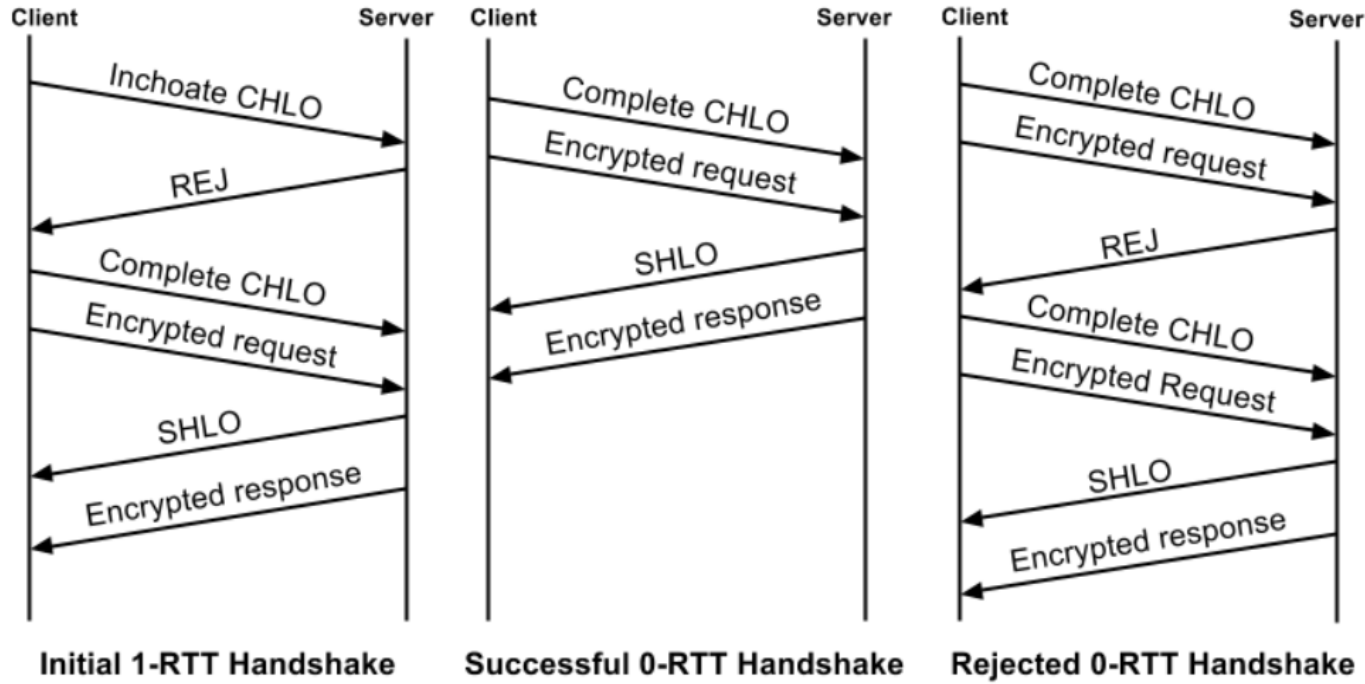 Client
Server
Inchoate CHLO
REJ
Complete CHLO
Encrypted request
SHLO
Encrypted response
Initial 1-RTT Handshake
Client
Server
Complete CHLO
Encrypted request
SHLO
Encrypted response
Successful 0-RTT Handshake
Client
Server
Complete CHLO
Encrypted request
REJ
Complete CHLO
Encrypted Request
SHLO
Encrypted response
Rejected 0-RTT Handshake